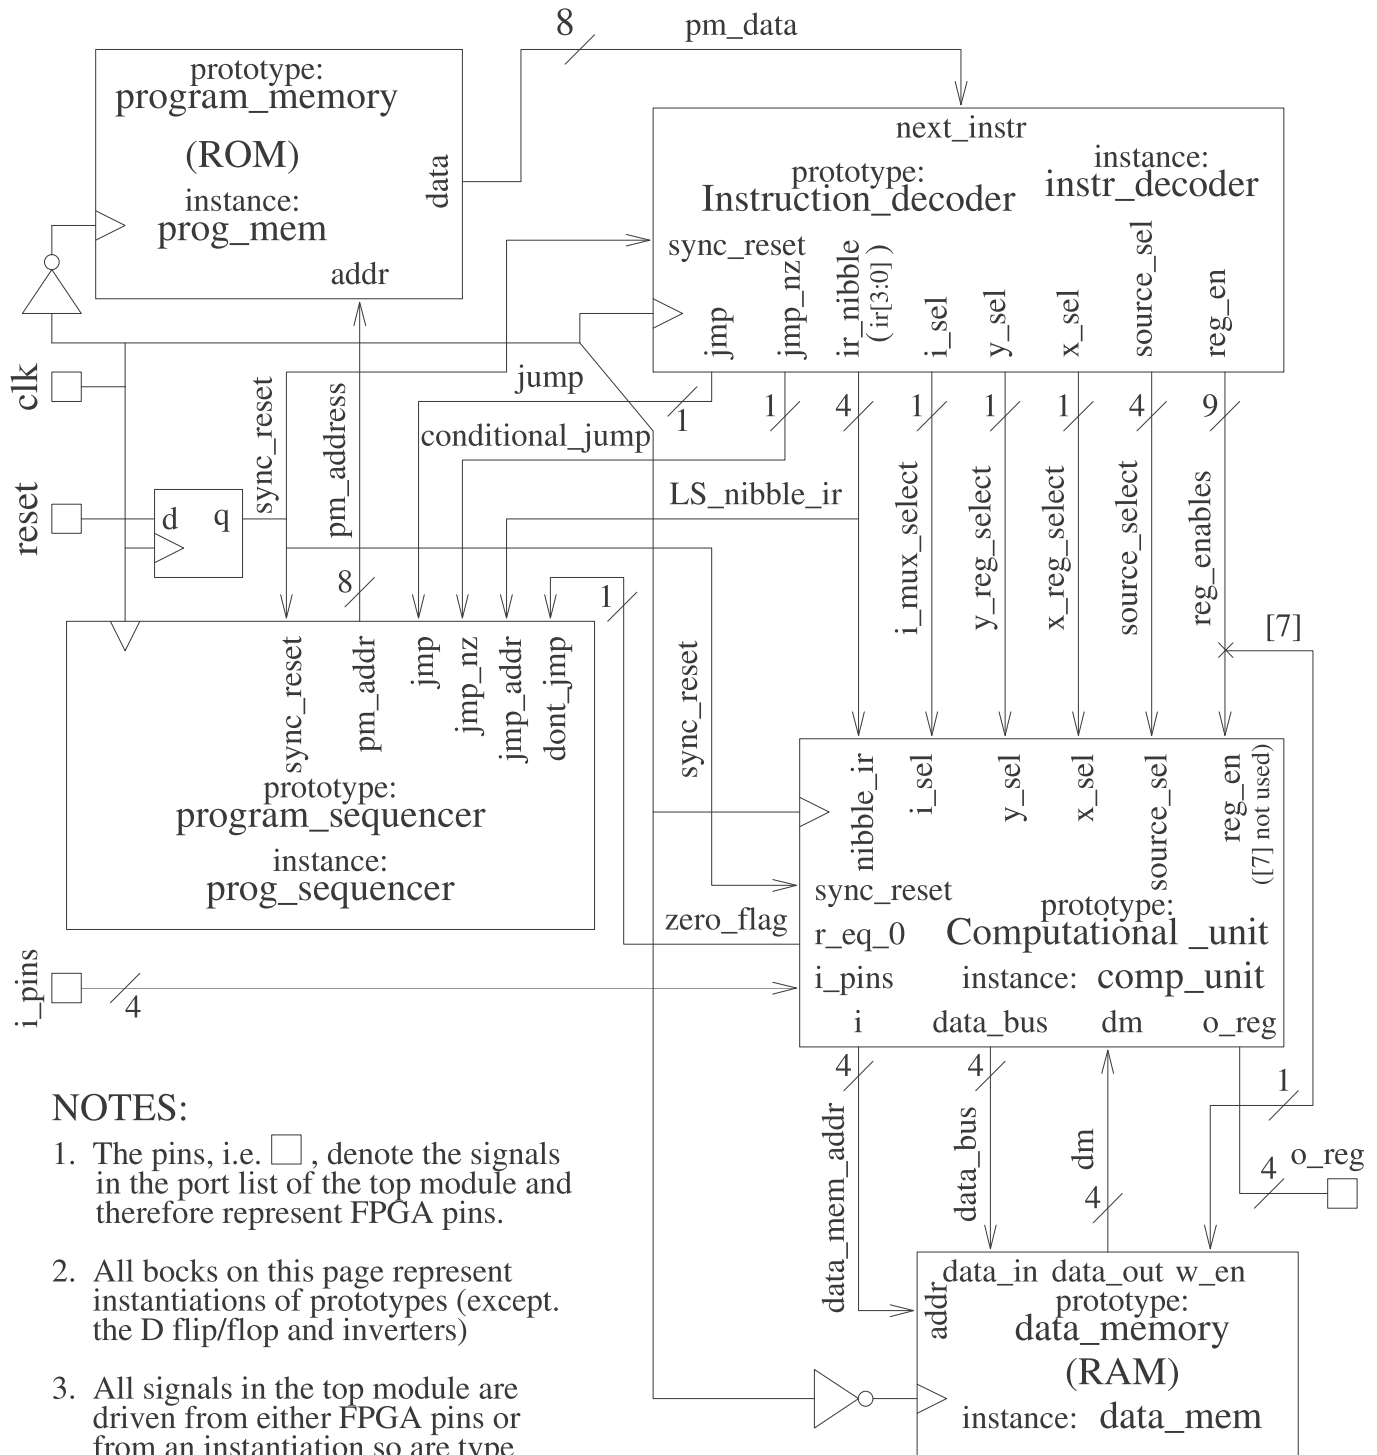 8
pm_data
prototype:
program_memory
(ROM)
instance:
prog_mem
data
addr
next_instr
prototype:
Instruction_decoder
instance:
instr_decoder
sync_reset
jmp
jmp_nz
ir_nibble
( ir[3:0] )
i_sel
y_sel
x_sel
source_sel
reg_en
clk
reset
d
q
sync_reset
pm_address
8
jump
1
conditional_jump
1
LS_nibble_ir
4
1
1
1
4
9
i_mux_select
y_reg_select
x_reg_select
source_select
reg_enables
[7]
1
sync_reset
pm_addr
jmp
jmp_nz
jmp_addr
dont_jmp
prototype:
program_sequencer
instance:
prog_sequencer
sync_reset
zero_flag
nibble_ir
i_sel
y_sel
x_sel
source_sel
reg_en
([7] not used)
sync_reset
r_eq_0
i_pins
prototype:
Computational _unit
instance: comp_unit
i
data_bus
dm
o_reg
i_pins
4
4
data_mem_addr
4
data_bus
dm
4
1
4
o_reg
data_in data_out w_en
addr
prototype:
data_memory
(RAM)
instance: data_mem
NOTES:
1. The pins, i.e. , denote the signals
in the port list of the top module and
therefore represent FPGA pins.
2. All bocks on this page represent
instantiations of prototypes (except.
the D flip/flop and inverters)
3. All signals in the top module are
driven from either FPGA pins or
from an instantiation so are type